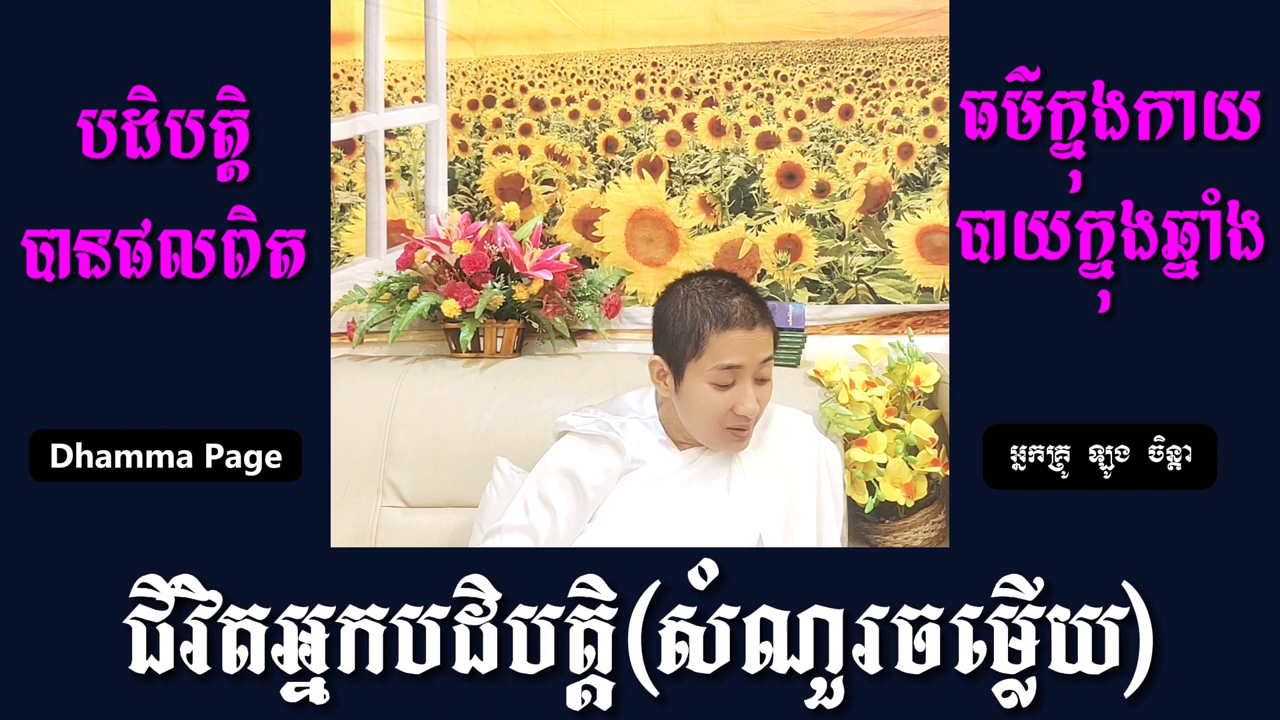 បដិបត្តិ
បានផលពិត
ធម៌ក្នុងកាយ
បាយក្នុងឆ្នាំង
Dhamma Page
អ្នកគ្រូ ឡុង ចិន្តា
ជីវិតអ្នកបដិបត្តិ(សំណួរចម្លើយ)